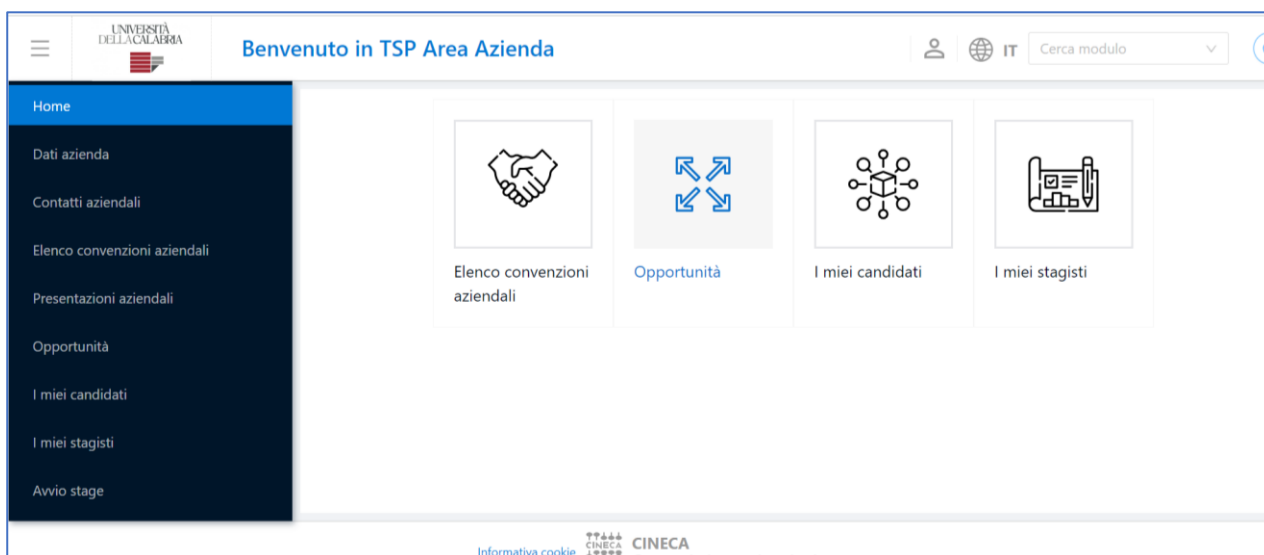 UNIVERSITÀ
DELLA CALABRIA
Benvenuto in TSP Area Azienda
IT
Cerca modulo
Home
Dati azienda
Contatti aziendali
Elenco convenzioni aziendali
Presentazioni aziendali
Opportunità
I miei candidati
I miei stagisti
Avvio stage
Elenco convenzioni
aziendali
Opportunità
I miei candidati
I miei stagisti
Informativa cookie
CINECA
CINECA